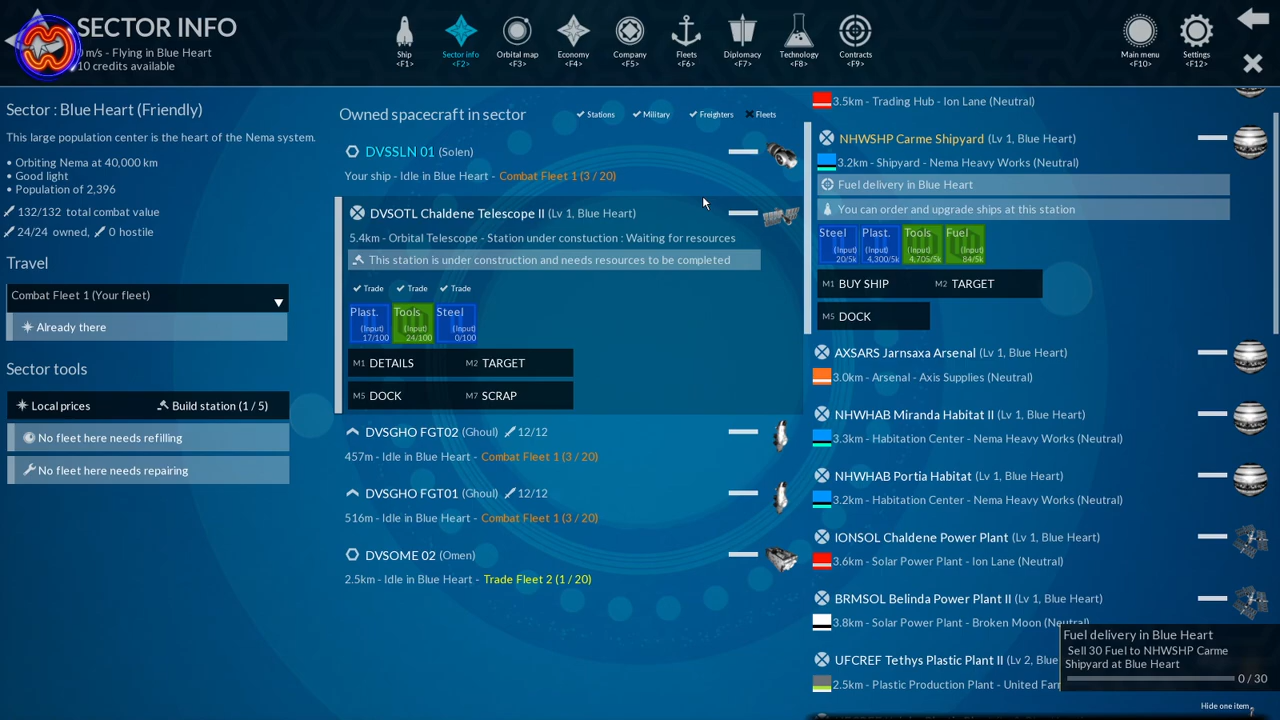 SECTOR INFO
m/s - Flying in Blue Heart
10 credits available
Ship
<F1>
Sector info
<F2>
Orbital map
<F3>
Economy
<F4>
Company
<F5>
Fleets
<F6>
Diplomacy
<F7>
Technology
<F8>
Contracts
<F9>
Main menu
<F10>
Settings
<F12>
Sector : Blue Heart (Friendly)
This large population center is the heart of the Nema system.
• Orbiting Nema at 40,000 km
• Good light
• Population of 2,396
132/132 total combat value
24/24 owned, 0 hostile
Travel
Combat Fleet 1 (Your fleet)
Already there
Sector tools
Local prices
Build station (1 / 5)
No fleet here needs refilling
No fleet here needs repairing
Owned spacecraft in sector
Stations
Military
Freighters
Fleets
DVSSLN 01 (Solen)
Your ship - Idle in Blue Heart - Combat Fleet 1 (3 / 20)
DVSOTL Chaldene Telescope II (Lv 1, Blue Heart)
5.4km - Orbital Telescope - Station under constuction : Waiting for resources
This station is under construction and needs resources to be completed
Trade Trade Trade
Plast. Tools Steel
(Input) (Input) (Input)
17/100 24/100 0/100
M1 DETAILS M2 TARGET
M5 DOCK M7 SCRAP
DVSGHO FGT02 (Ghoul) 12/12
457m - Idle in Blue Heart - Combat Fleet 1 (3 / 20)
DVSGHO FGT01 (Ghoul) 12/12
516m - Idle in Blue Heart - Combat Fleet 1 (3 / 20)
DVSOME 02 (Omen)
2.5km - Idle in Blue Heart - Trade Fleet 2 (1 / 20)
3.5km - Trading Hub - Ion Lane (Neutral)
NHWSHP Carme Shipyard (Lv 1, Blue Heart)
3.2km - Shipyard - Nema Heavy Works (Neutral)
Fuel delivery in Blue Heart
You can order and upgrade ships at this station
Steel Plast. Tools Fuel
(Input) (Input) (Input) (Input)
20/5k 4,300/5k 4,705/5k 84/5k
M1 BUY SHIP M2 TARGET
M5 DOCK
AXSARS Jarnsaxa Arsenal (Lv 1, Blue Heart)
3.0km - Arsenal - Axis Supplies (Neutral)
NHWHAB Miranda Habitat II (Lv 1, Blue Heart)
3.3km - Habitation Center - Nema Heavy Works (Neutral)
NHWHAB Portia Habitat (Lv 1, Blue Heart)
3.2km - Habitation Center - Nema Heavy Works (Neutral)
IONSOL Chaldene Power Plant (Lv 1, Blue Heart)
3.6km - Solar Power Plant - Ion Lane (Neutral)
BRMSOL Belinda Power Plant II (Lv 1, Blue Heart)
3.8km - Solar Power Plant - Broken Moon (Neutral)
UFCREF Tethys Plastic Plant II (Lv 2, Blue
2.5km - Plastic Production Plant - United Far
Fuel delivery in Blue Heart
Sell 30 Fuel to NHWSHP Carme
Shipyard at Blue Heart
0 / 30
Hide one item